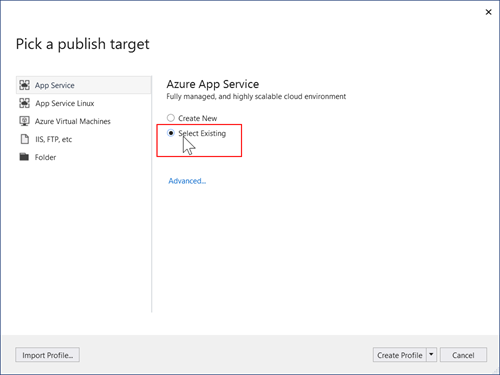 Pick a publish target
App Service
App Service Linux
Azure Virtual Machines
IIS, FTP, etc
Folder
Azure App Service
Fully managed, and highly scalable cloud environment
Create New
Select Existing
Advanced...
Import Profile...
Create Profile
Cancel